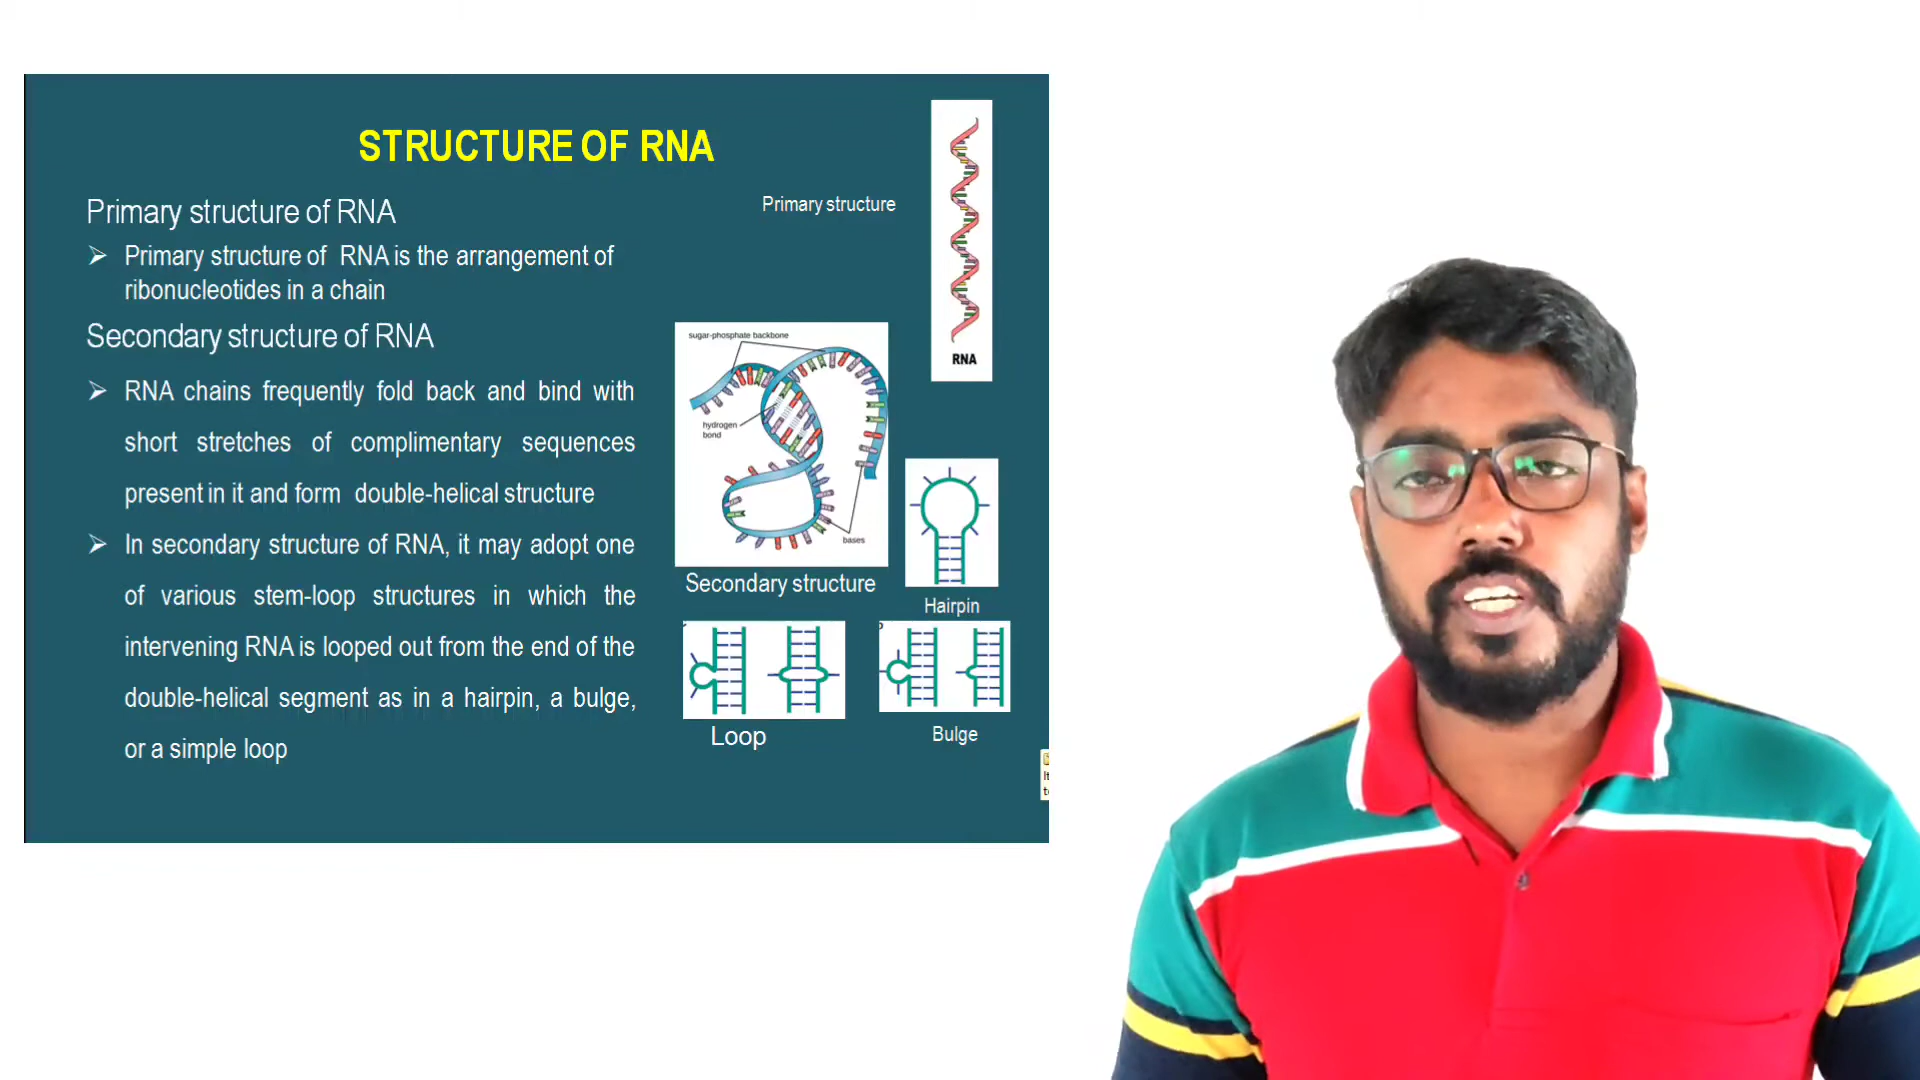 STRUCTURE OF RNA
Primary structure of RNA
Primary structure of RNA is the arrangement of
ribonucleotides in a chain
Secondary structure of RNA
RNA chains frequently fold back and bind with
short stretches of complimentary sequences
present in it and form double-helical structure
In secondary structure of RNA, it may adopt one
of various stem-loop structures in which the
intervening RNA is looped out from the end of the
double-helical segment as in a hairpin, a bulge,
or a simple loop
Primary structure
RNA
sugar-phosphate backbone
hydrogen
bond
bases
Secondary structure
Hairpin
Loop
Bulge